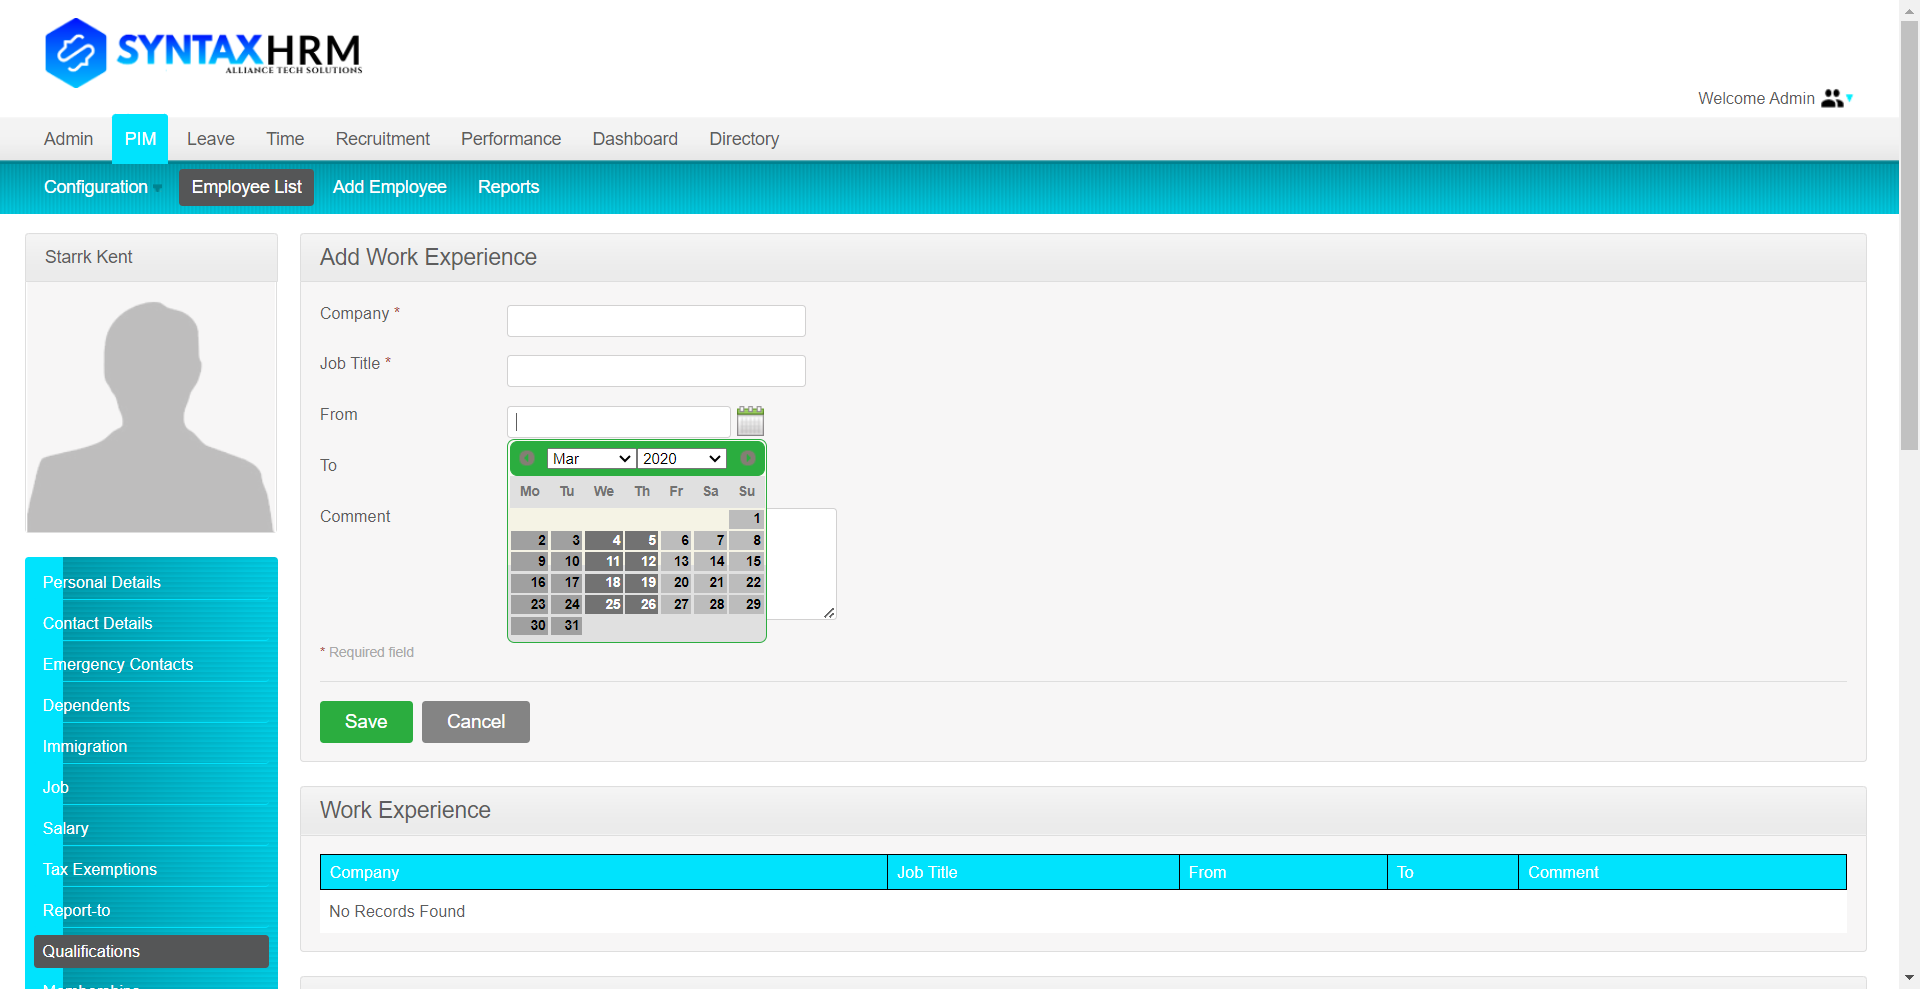 SYNTAXHRM
ALLIANCE TECH SOLUTIONS
Welcome Admin
Admin PIM Leave Time Recruitment Performance Dashboard Directory
Configuration Employee List Add Employee Reports
Starrk Kent
Personal Details
Contact Details
Emergency Contacts
Dependents
Immigration
Job
Salary
Tax Exemptions
Report-to
Qualifications
Add Work Experience
Company *
Job Title *
From
To
Comment
Mar 2020
Mo Tu We Th Fr Sa Su
1
2 3 4 5 6 7 8
9 10 11 12 13 14 15
16 17 18 19 20 21 22
23 24 25 26 27 28 29
30 31
* Required field
Save Cancel
Work Experience
Company Job Title From To Comment
No Records Found